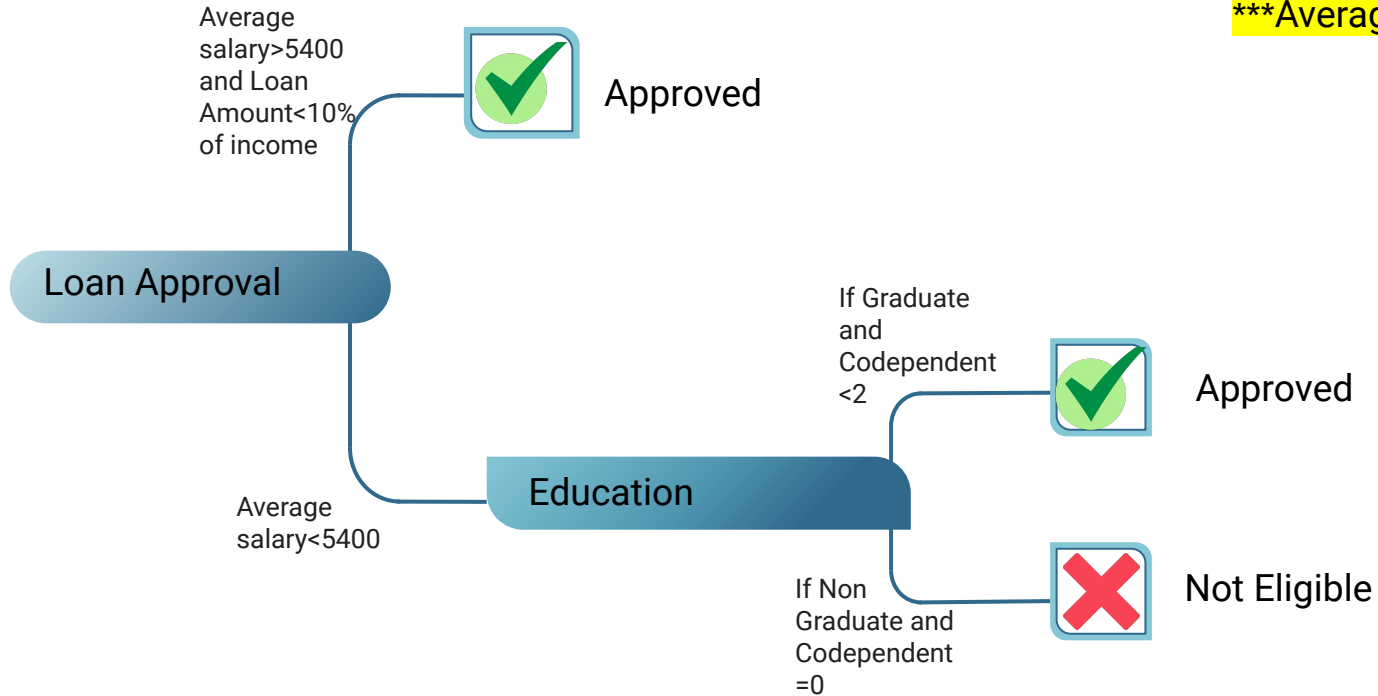 ***Averag
Average
salary>5400
and Loan
Amount<10%
of income
Approved
Loan Approval
If Graduate
and
Codependent
<2
Approved
Average
salary<5400
Education
If Non
Graduate and
Codependent
=0
Not Eligible